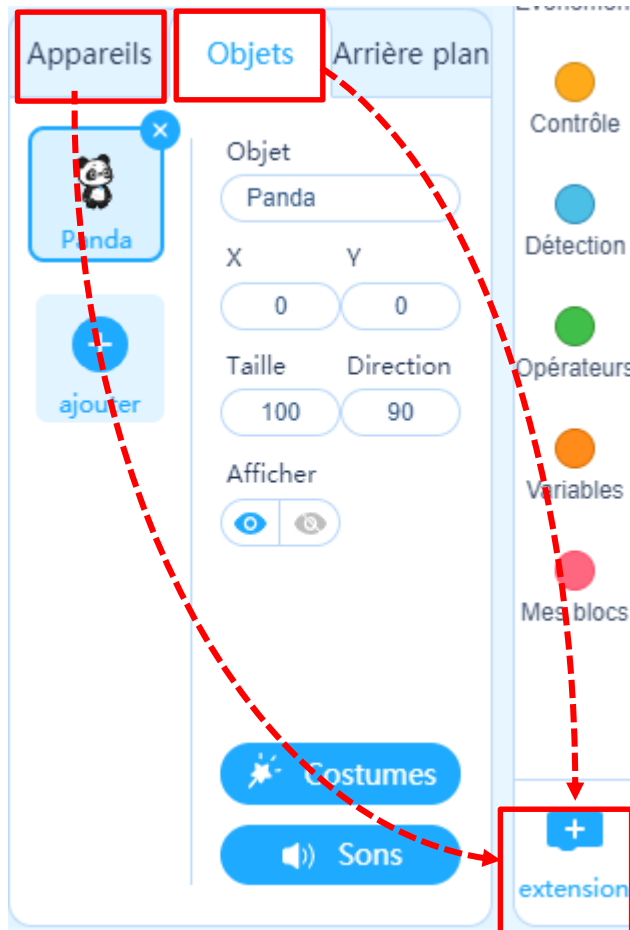 Appareils
Objets
Arrière plan
Panda
ajouter
Objet
Panda
X
Y
0
0
Taille
Direction
100
90
Afficher
Costumes
Sons
Contrôle
Détection
Opérateurs
Variables
Mes blocs
extension